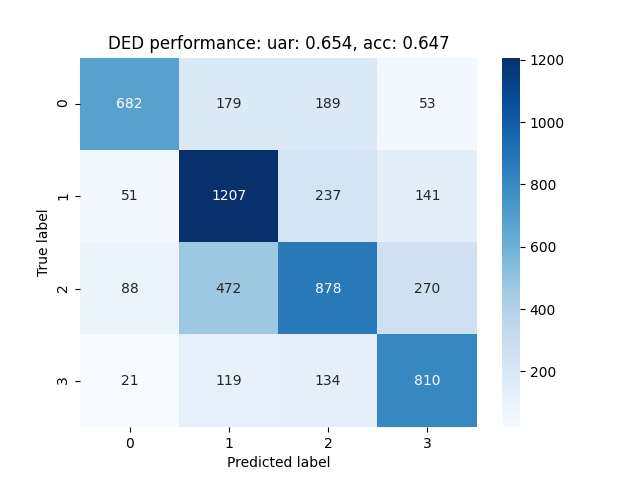 DED performance: uar: 0.654, acc: 0.647
0 682 179 189 53
1 51 1207 237 141
2 88 472 878 270
3 21 119 134 810
0 1 2 3
True label
Predicted label
1200
1000
800
600
400
200